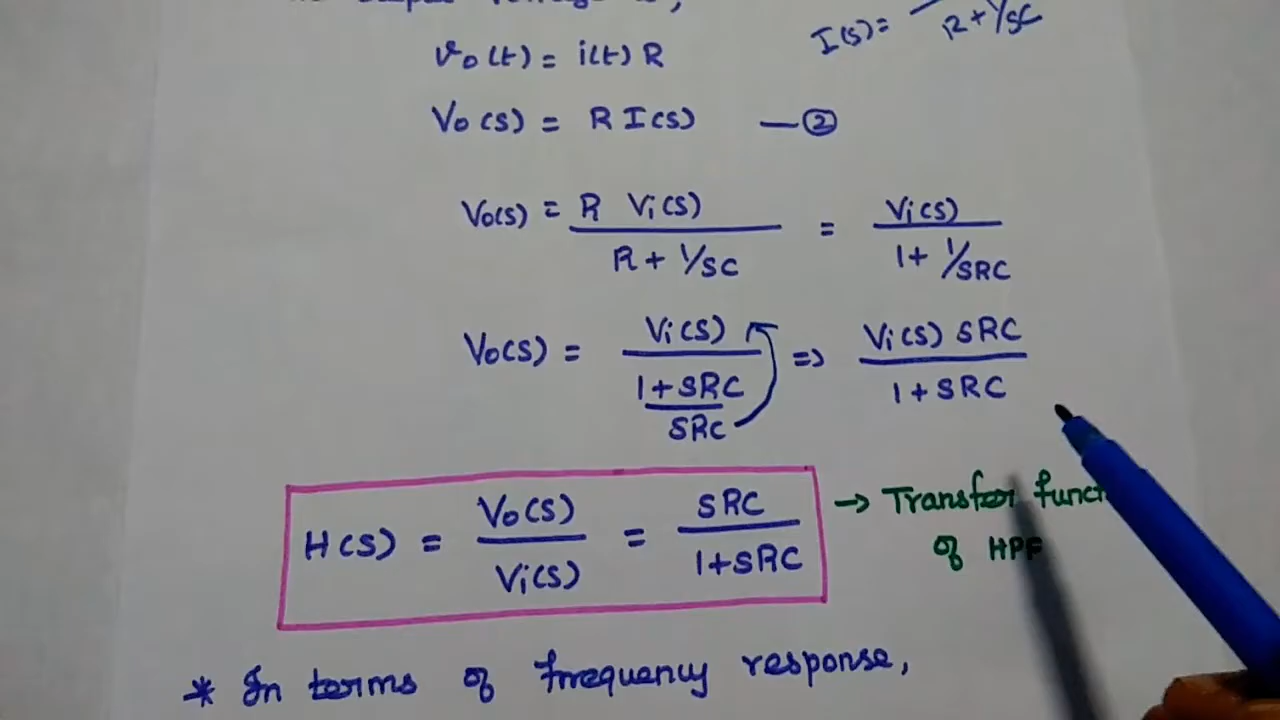 I(s) = R + 1/SC
v₀(t) = i(t) R
V₀(s) = R I(s) — ②
V₀(s) = R Vi(s) / R + 1/SC = Vi(s) / 1 + 1/SRC
V₀(s) = Vi(s) / (1 + SRC / SRC) => Vi(s) SRC / 1 + SRC
H(s) = V₀(s) / Vi(s) = SRC / 1+SRC → Transfer
of HPF
* In terms of frequency response,